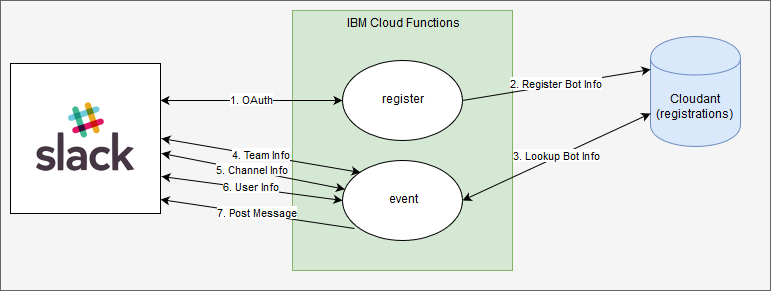 IBM Cloud Functions
slack
register
event
Cloudant
(registrations)
1. OAuth
2. Register Bot Info
3. Lookup Bot Info
4. Team Info
5. Channel Info
6. User Info
7. Post Message